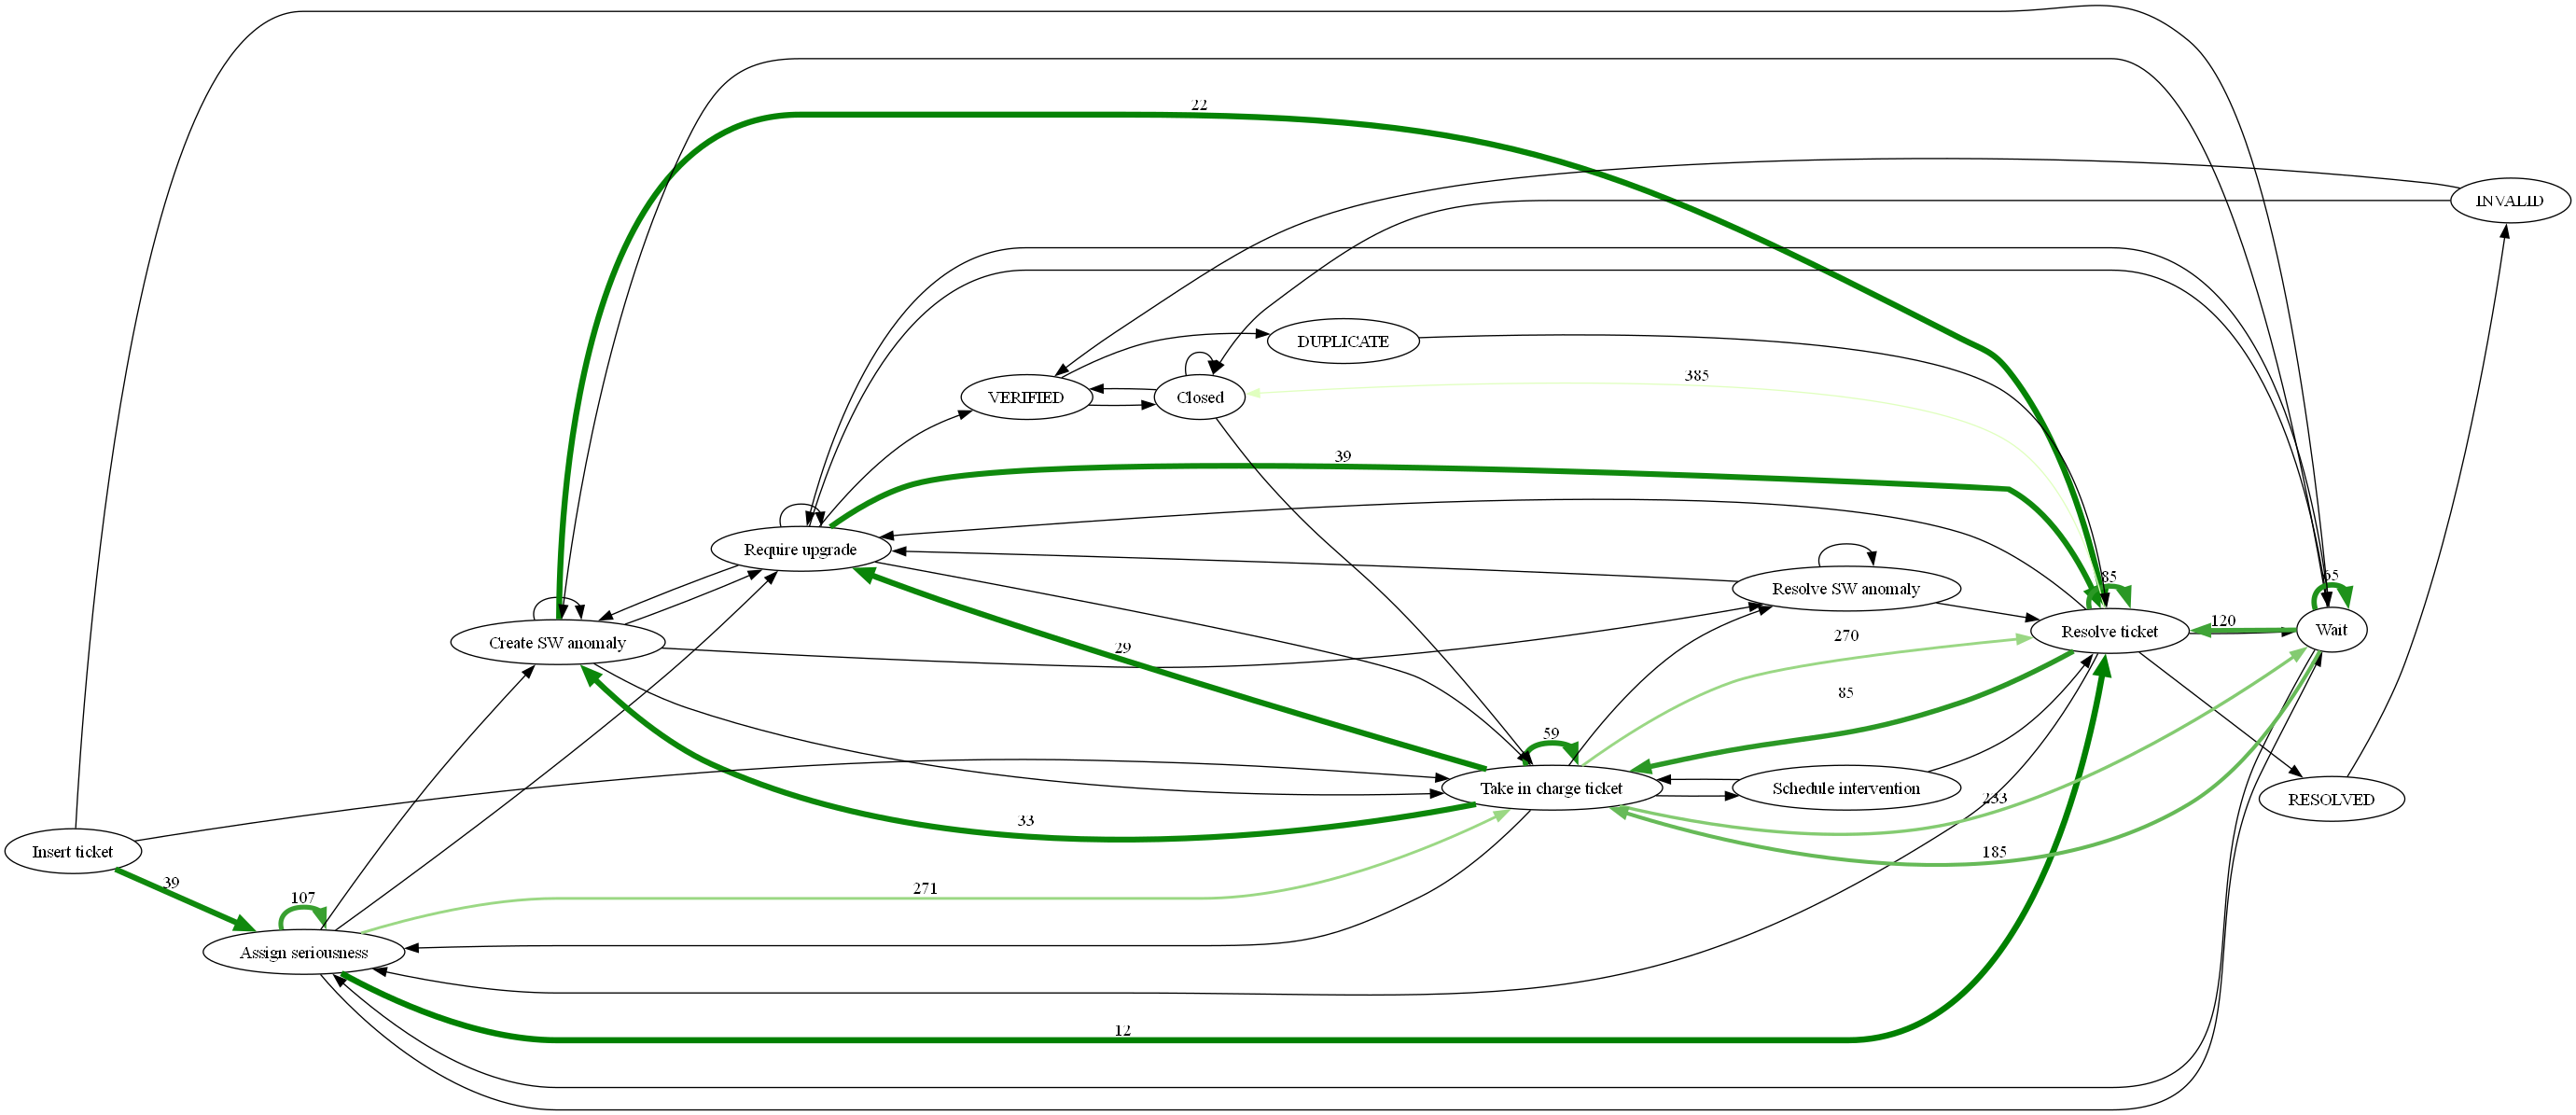 22
INVALID
DUPLICATE
385
VERIFIED
Closed
39
Require upgrade
Resolve SW anomaly
85
65
Create SW anomaly
29
270
Resolve ticket
120
Wait
85
59
Take in charge ticket
Schedule intervention
233
RESOLVED
33
Insert ticket
185
39
271
107
Assign seriousness
12